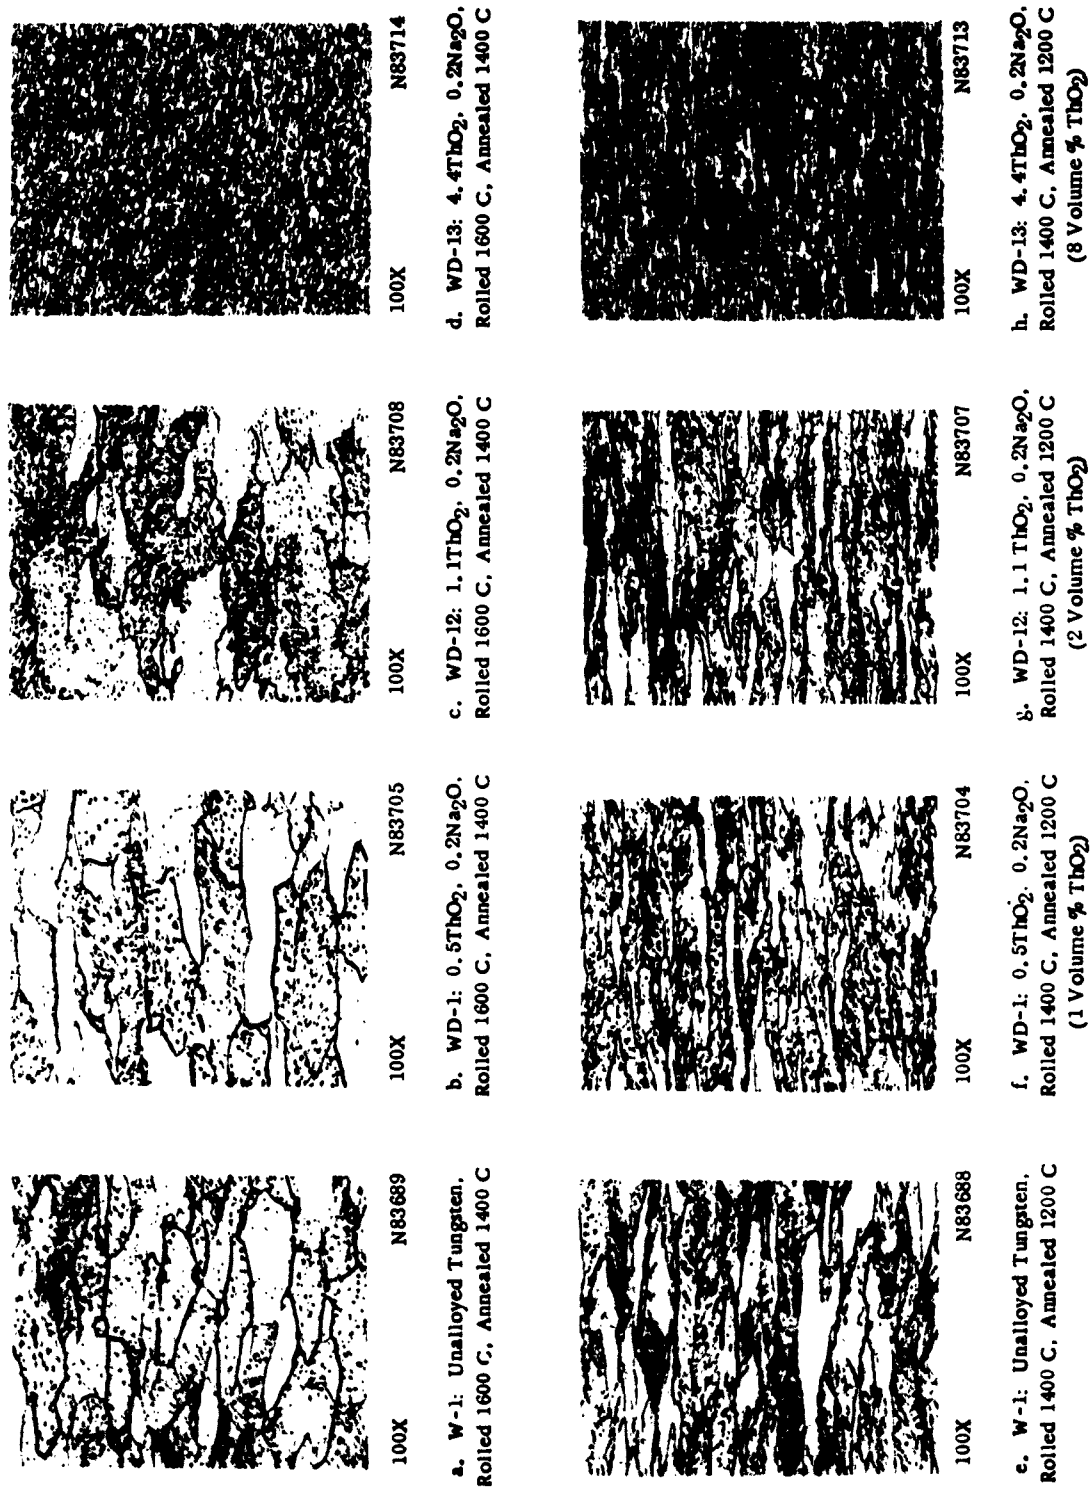 100X N83689
a. W-1: Unalloyed Tungsten,
Rolled 1600 C, Annealed 1400 C
100X N83705
b. WD-1: 0.5ThO₂, 0.2Na₂O,
Rolled 1600 C, Annealed 1400 C
100X N83708
c. WD-12: 1.1ThO₂, 0.2Na₂O,
Rolled 1600 C, Annealed 1400 C
100X N83714
d. WD-13: 4.4ThO₂, 0.2Na₂O,
Rolled 1600 C, Annealed 1400 C
100X N83688
e. W-1: Unalloyed Tungsten,
Rolled 1400 C, Annealed 1200 C
100X N83704
f. WD-1: 0.5ThO₂, 0.2Na₂O,
Rolled 1400 C, Annealed 1200 C
(1 Volume % ThO₂)
100X N83707
g. WD-12: 1.1 ThO₂, 0.2Na₂O,
Rolled 1400 C, Annealed 1200 C
(2 Volume % ThO₂)
100X N83713
h. WD-13: 4.4ThO₂, 0.2Na₂O,
Rolled 1400 C, Annealed 1200 C
(8 Volume % ThO₂)